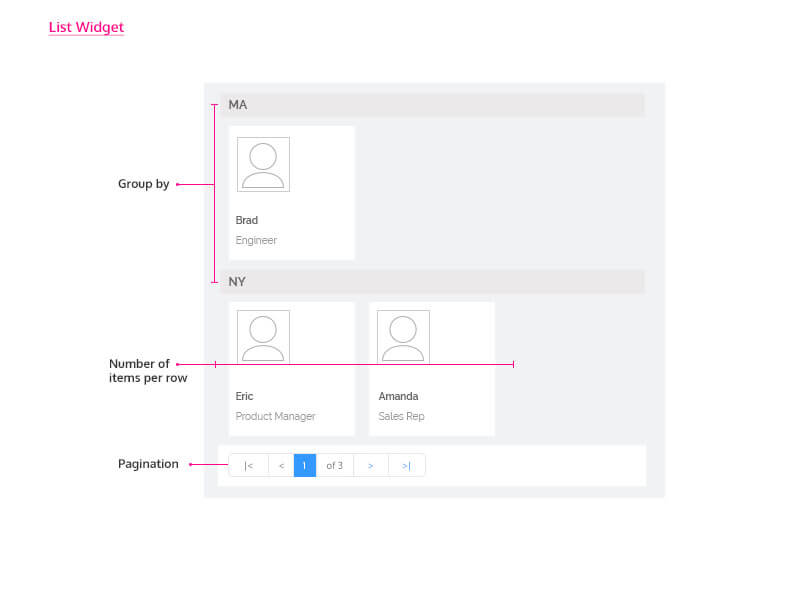 List Widget
MA
Group by
Brad
Engineer
NY
Number of
items per row
Eric
Amanda
Product Manager
Sales Rep
Pagination
|< < 1 of 3 > >|